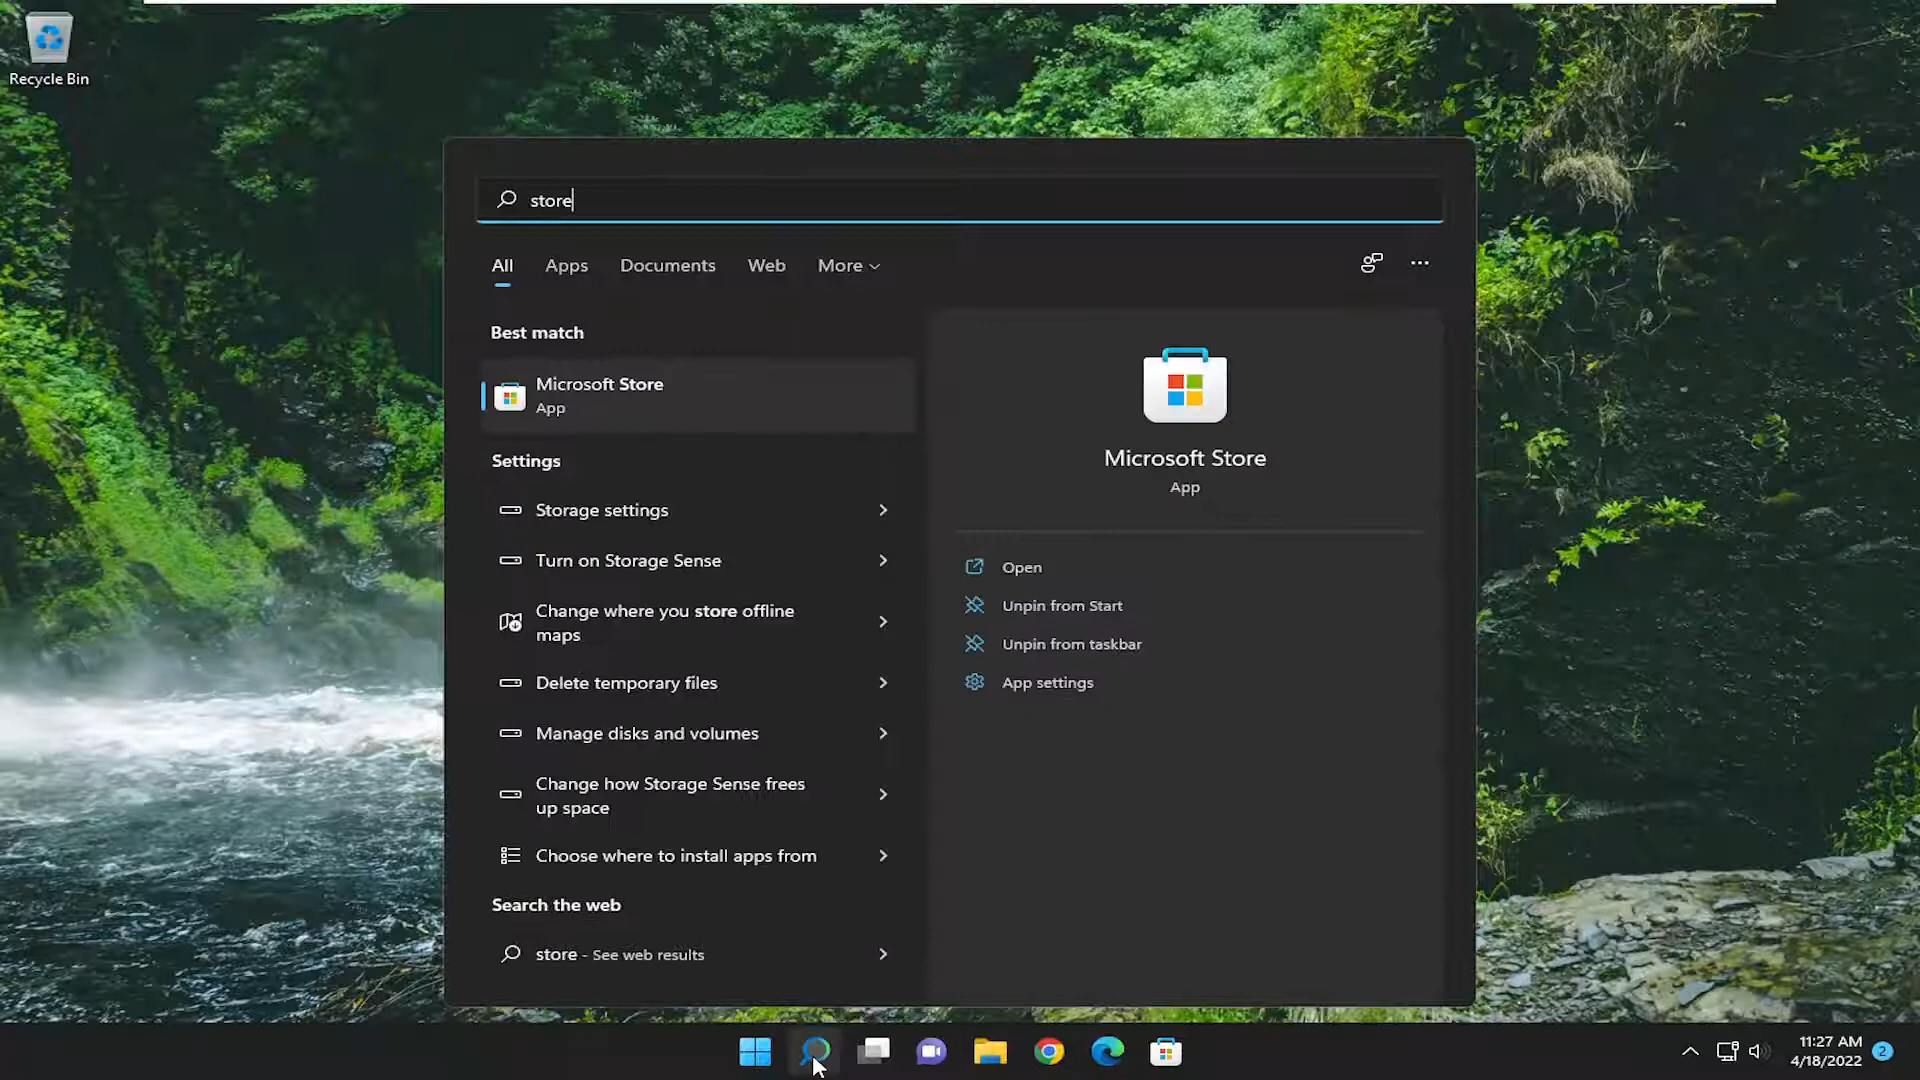 Recycle Bin
store
All Apps Documents Web More
Best match
Microsoft Store
App
Settings
Storage settings
Turn on Storage Sense
Change where you store offline
maps
Delete temporary files
Manage disks and volumes
Change how Storage Sense frees
up space
Choose where to install apps from
Search the web
store - See web results
Microsoft Store
App
Open
Unpin from Start
Unpin from taskbar
App settings
11:27 AM
4/18/2022
2